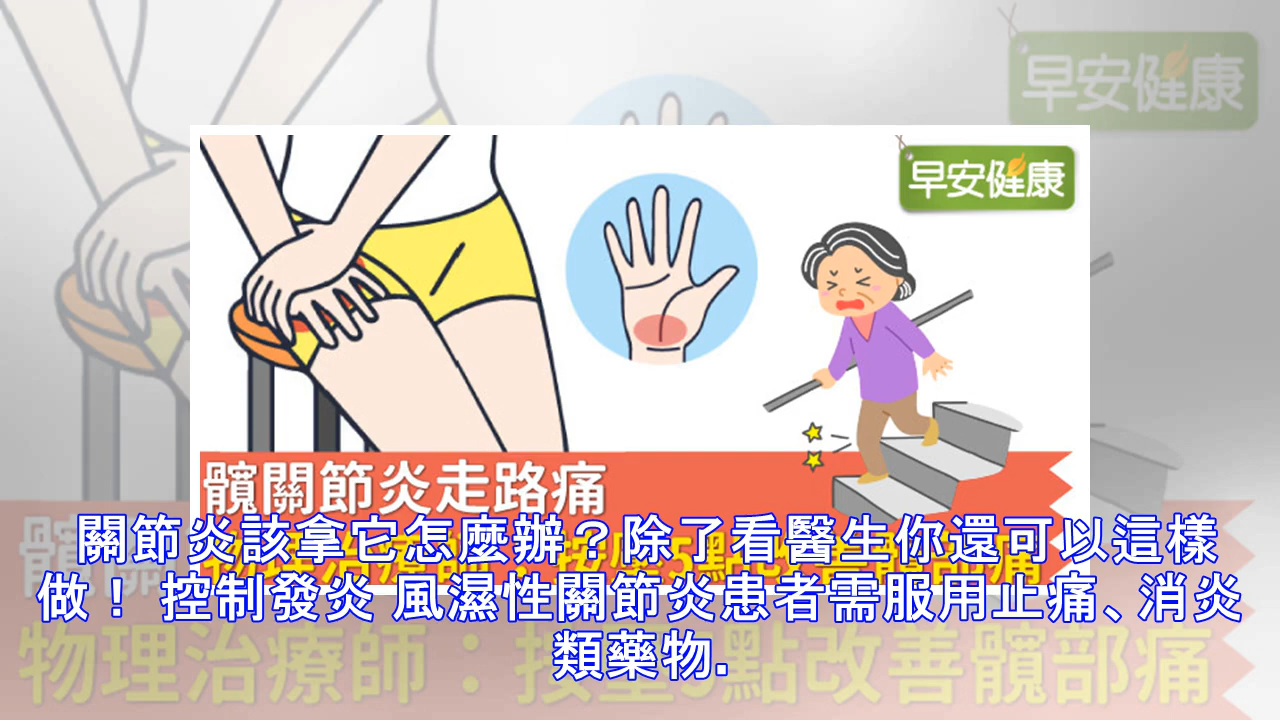 早安健康
早安健康
髖關節炎走路痛
關節炎該拿它怎麼辦？除了看醫生你還可以這樣
做！ 控制發炎 風濕性關節炎患者需服用止痛、消炎
類藥物.
物理治療師：按壓5點改善髖部痛